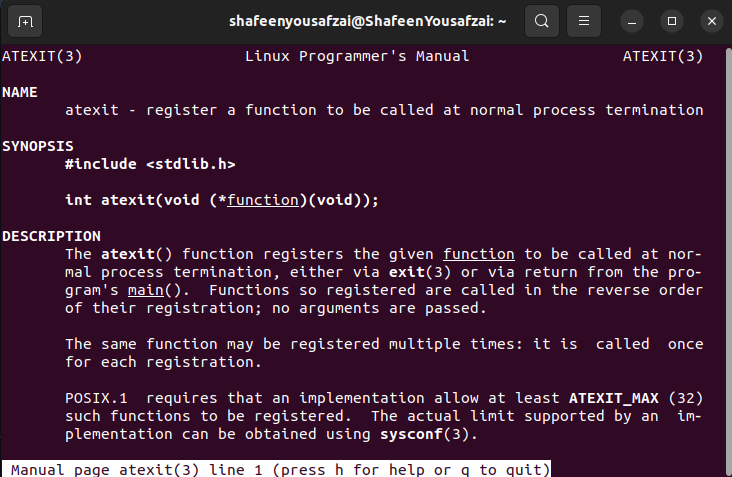 shafeenyousafzai@ShafeenYousafzai: ~
ATEXIT(3) Linux Programmer's Manual ATEXIT(3)
NAME
atexit - register a function to be called at normal process termination
SYNOPSIS
#include <stdlib.h>
int atexit(void (*function)(void));
DESCRIPTION
The atexit() function registers the given function to be called at nor-
mal process termination, either via exit(3) or via return from the pro-
gram's main(). Functions so registered are called in the reverse order
of their registration; no arguments are passed.
The same function may be registered multiple times: it is called once
for each registration.
POSIX.1 requires that an implementation allow at least ATEXIT_MAX (32)
such functions to be registered. The actual limit supported by an im-
plementation can be obtained using sysconf(3).
Manual page atexit(3) line 1 (press h for help or q to quit)